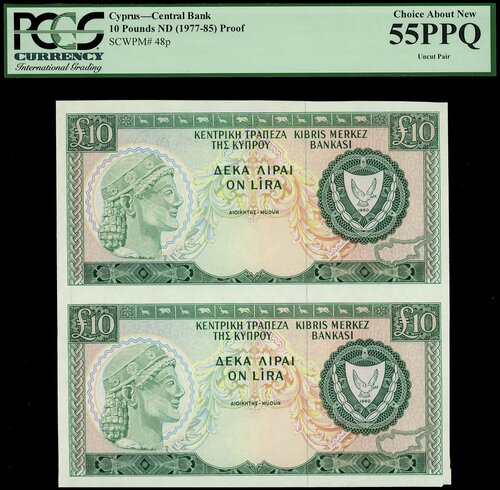 PCGS
CURRENCY
International Grading
Cyprus—Central Bank
10 Pounds ND (1977-85) Proof
SCWPM# 48p
Choice About New
55PPQ
Uncut Pair
£10
ΚΕΝΤΡΙΚΗ ΤΡΑΠΕΖΑ KIBRIS MERKEZ
ΤΗΣ ΚΥΠΡΟΥ BANKASI
£10
ΔΕΚΑ ΛΙΡΑΙ
ON LİRA
ΔΙΟΙΚΗΤΗΣ-MUDUR
1960
£10
ΚΕΝΤΡΙΚΗ ΤΡΑΠΕΖΑ KIBRIS MERKEZ
ΤΗΣ ΚΥΠΡΟΥ BANKASI
£10
ΔΕΚΑ ΛΙΡΑΙ
ON LİRA
ΔΙΟΙΚΗΤΗΣ-MUDUR
1960